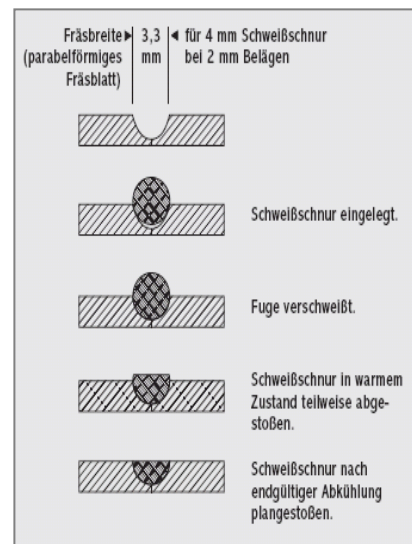 Fräsbreite 3,3 für 4 mm Schweißschnur
(parabelförmiges mm bei 2 mm Belägen
Fräsblatt)
Schweißschnur eingelegt.
Fuge verschweißt.
Schweißschnur in warmem
Zustand teilweise abge-
stoßen.
Schweißschnur nach
endgültiger Abkühlung
plangestoßen.